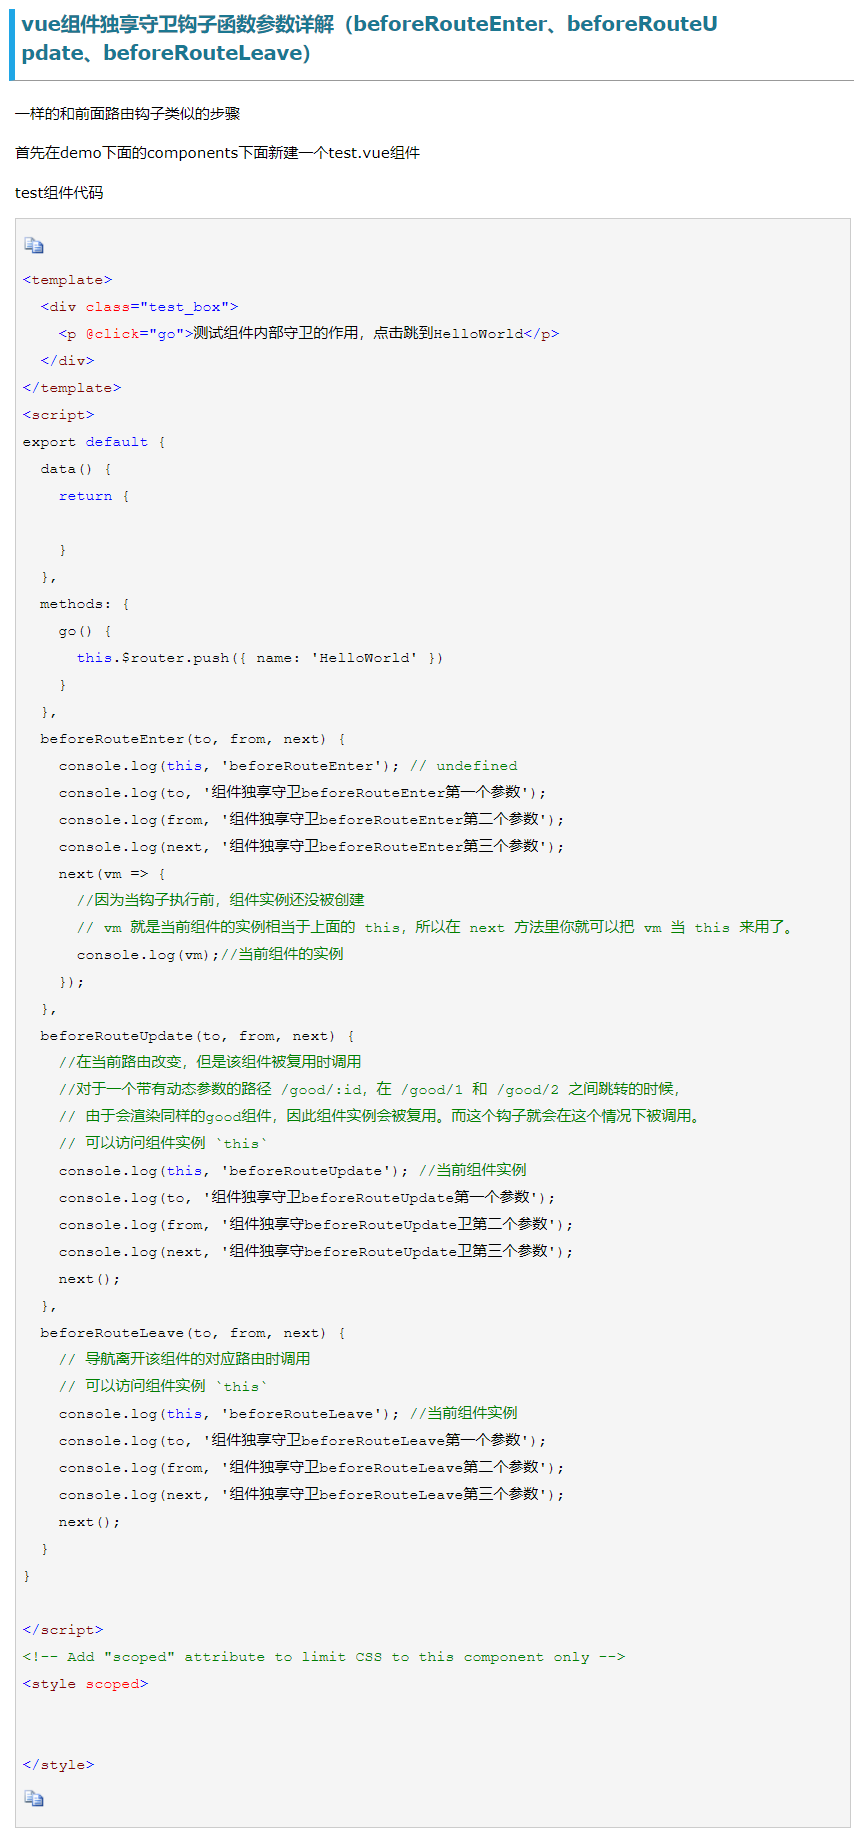 vue组件独享守卫钩子函数参数详解（beforeRouteEnter、beforeRouteU
pdate、beforeRouteLeave）
一样的和前面路由钩子类似的步骤
首先在demo下面的components下面新建一个test.vue组件
test组件代码
<template>
  <div class="test_box">
    <p @click="go">测试组件内部守卫的作用，点击跳到HelloWorld</p>
  </div>
</template>
<script>
export default {
  data() {
    return {
    }
  },
  methods: {
    go() {
      this.$router.push({ name: 'HelloWorld' })
    }
  },
  beforeRouteEnter(to, from, next) {
    console.log(this, 'beforeRouteEnter'); // undefined
    console.log(to, '组件独享守卫beforeRouteEnter第一个参数');
    console.log(from, '组件独享守卫beforeRouteEnter第二个参数');
    console.log(next, '组件独享守卫beforeRouteEnter第三个参数');
    next(vm => {
      //因为当钩子执行前，组件实例还没被创建
      // vm 就是当前组件的实例相当于上面的 this，所以在 next 方法里你就可以把 vm 当 this 来用了。
      console.log(vm);//当前组件的实例
    });
  },
  beforeRouteUpdate(to, from, next) {
    //在当前路由改变，但是该组件被复用时调用
    //对于一个带有动态参数的路径 /good/:id，在 /good/1 和 /good/2 之间跳转的时候，
    // 由于会渲染同样的good组件，因此组件实例会被复用。而这个钩子就会在这个情况下被调用。
    // 可以访问组件实例 `this`
    console.log(this, 'beforeRouteUpdate'); //当前组件实例
    console.log(to, '组件独享守卫beforeRouteUpdate第一个参数');
    console.log(from, '组件独享守beforeRouteUpdate卫第二个参数');
    console.log(next, '组件独享守beforeRouteUpdate卫第三个参数');
    next();
  },
  beforeRouteLeave(to, from, next) {
    // 导航离开该组件的对应路由时调用
    // 可以访问组件实例 `this`
    console.log(this, 'beforeRouteLeave'); //当前组件实例
    console.log(to, '组件独享守卫beforeRouteLeave第一个参数');
    console.log(from, '组件独享守卫beforeRouteLeave第二个参数');
    console.log(next, '组件独享守卫beforeRouteLeave第三个参数');
    next();
  }
}
</script>
<!-- Add "scoped" attribute to limit CSS to this component only -->
<style scoped>
</style>